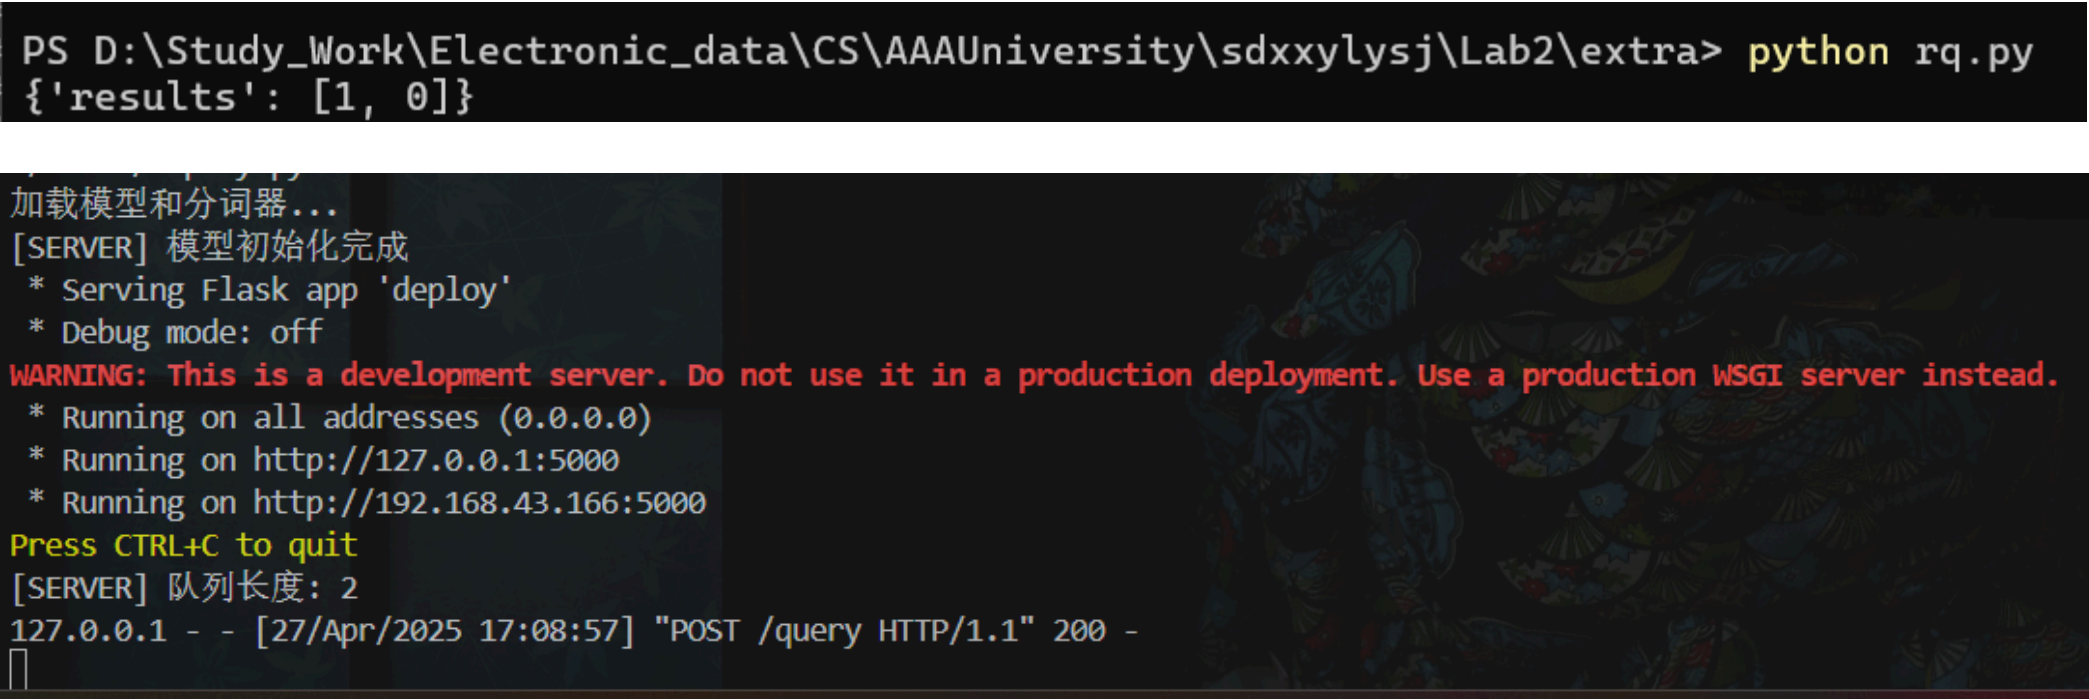 PS D:\Study_Work\Electronic_data\CS\AAAUniversity\sdxxylysj\Lab2\extra> python rq.py
{'results': [1, 0]}
加载模型和分词器...
[SERVER] 模型初始化完成
 * Serving Flask app 'deploy'
 * Debug mode: off
WARNING: This is a development server. Do not use it in a production deployment. Use a production WSGI server instead.
 * Running on all addresses (0.0.0.0)
 * Running on http://127.0.0.1:5000
 * Running on http://192.168.43.166:5000
Press CTRL+C to quit
[SERVER] 队列长度: 2
127.0.0.1 - - [27/Apr/2025 17:08:57] "POST /query HTTP/1.1" 200 -